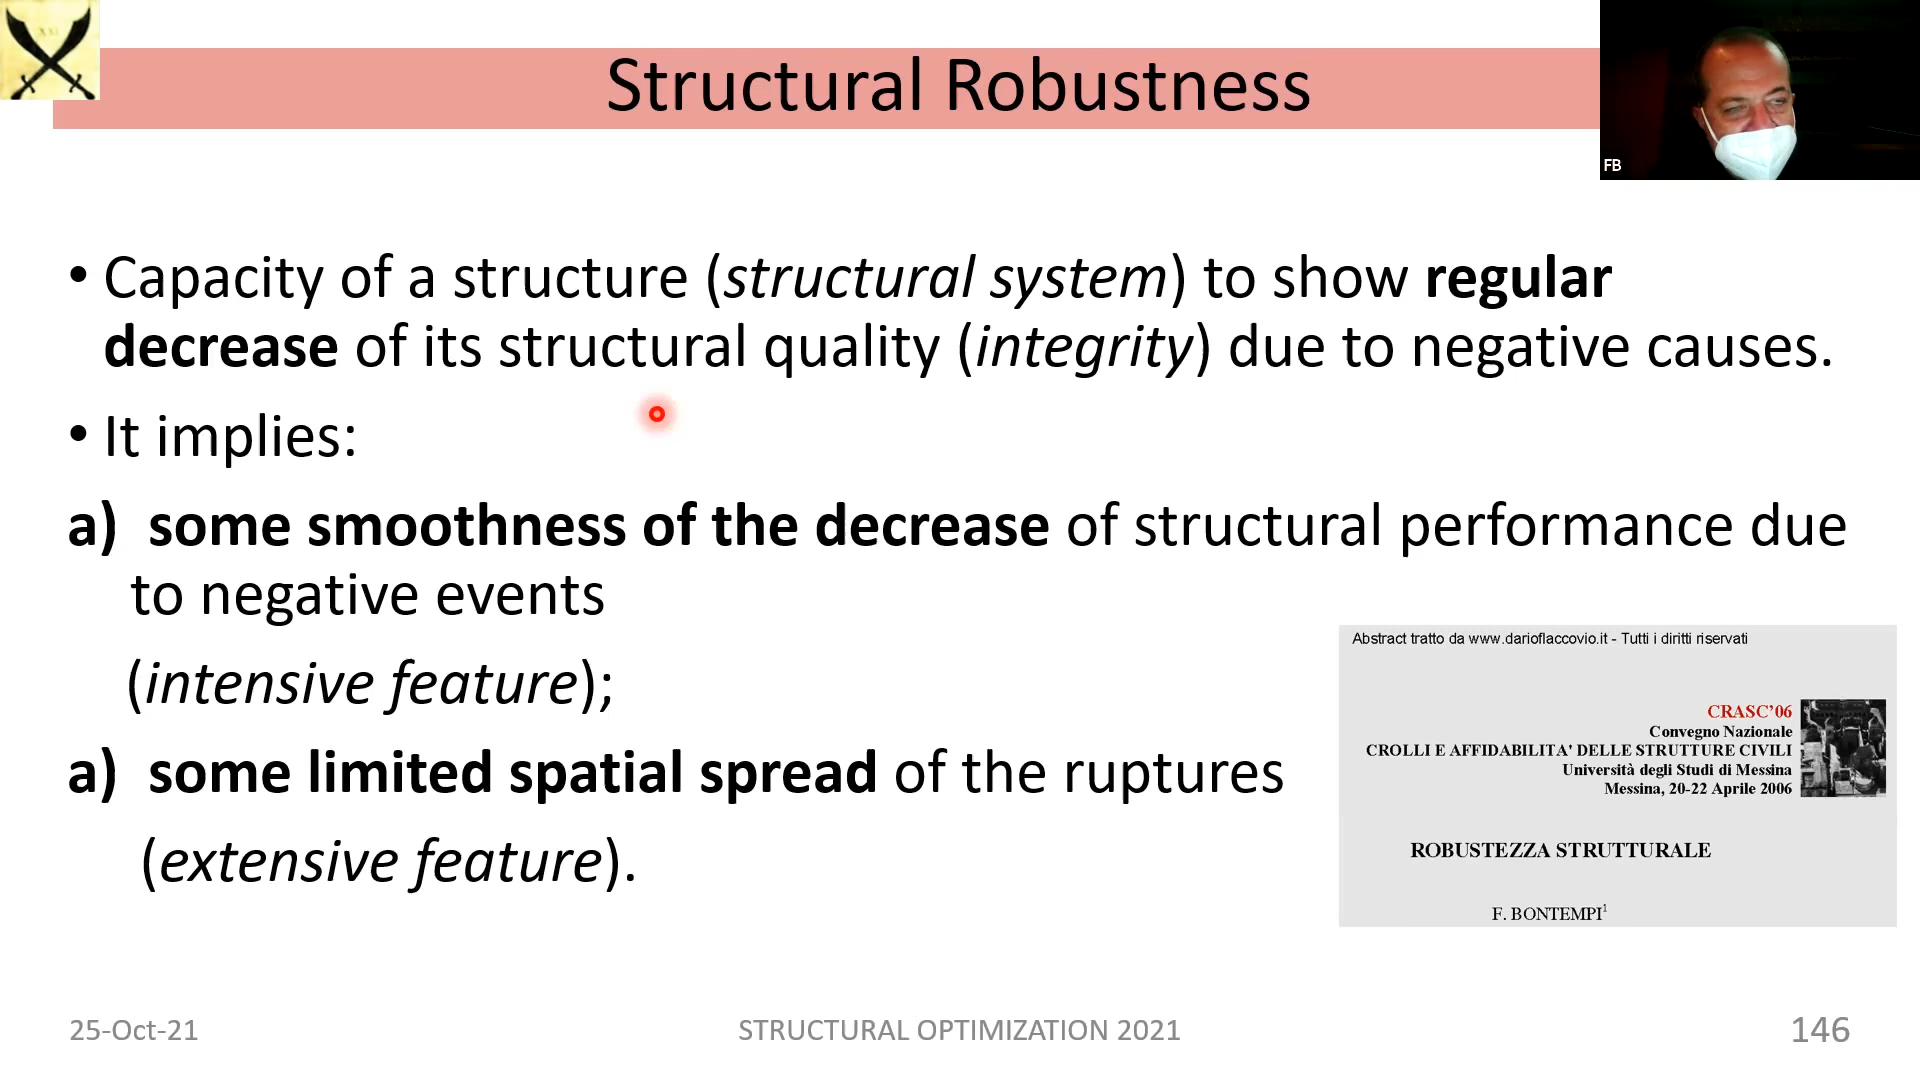 Structural Robustness
FB
• Capacity of a structure (structural system) to show regular
decrease of its structural quality (integrity) due to negative causes.
• It implies:
a) some smoothness of the decrease of structural performance due
to negative events
(intensive feature);
a) some limited spatial spread of the ruptures
(extensive feature).
Abstract tratto da www.darioflaccovio.it - Tutti i diritti riservati
CRASC’06
Convegno Nazionale
CROLLI E AFFIDABILITA' DELLE STRUTTURE CIVILI
Università degli Studi di Messina
Messina, 20-22 Aprile 2006
ROBUSTEZZA STRUTTURALE
F. BONTEMPI¹
25-Oct-21
STRUCTURAL OPTIMIZATION 2021
146